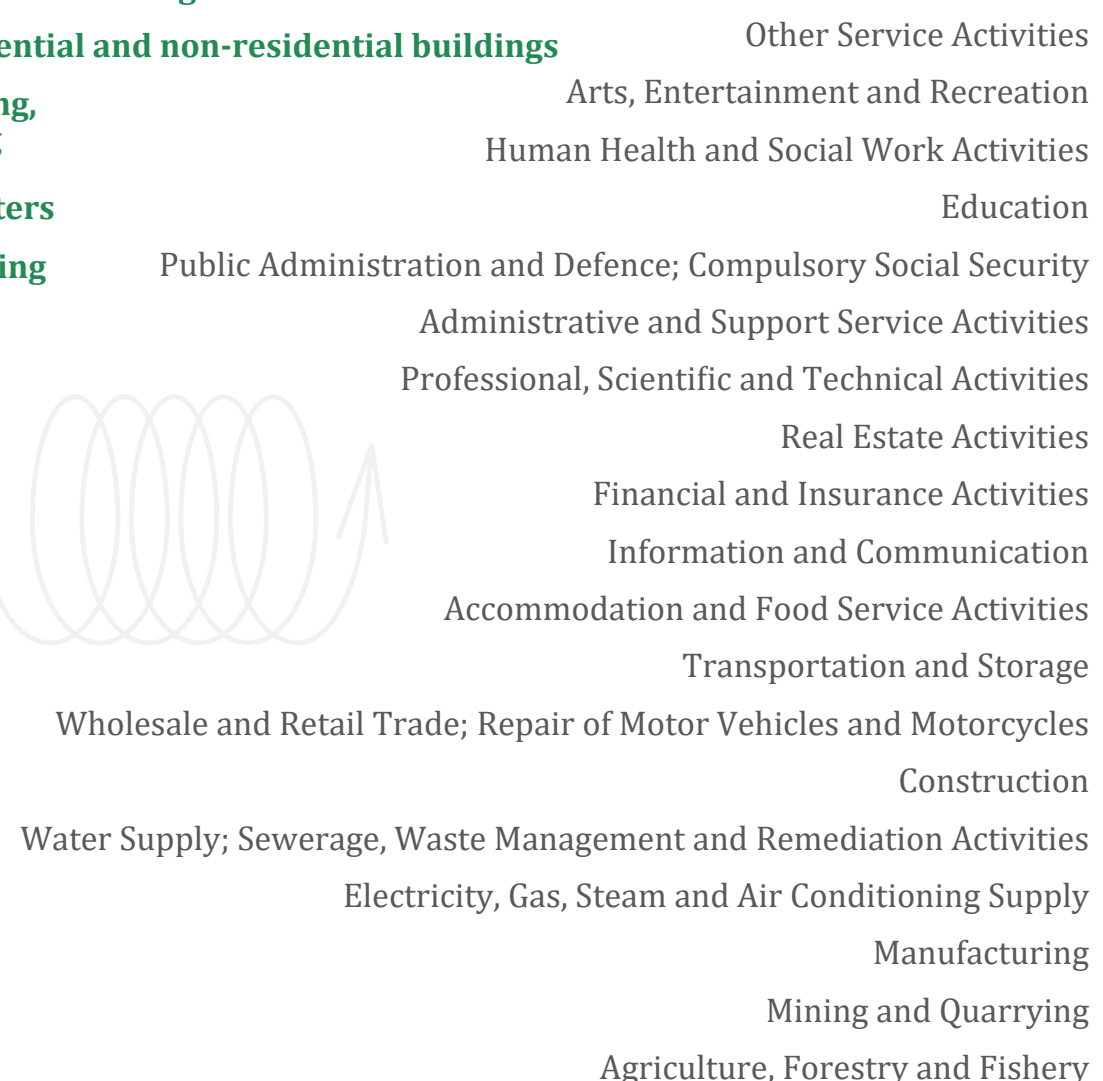 and non-residential buildings
Other Service Activities
Arts, Entertainment and Recreation
Human Health and Social Work Activities
Education
Public Administration and Defence; Compulsory Social Security
Administrative and Support Service Activities
Professional, Scientific and Technical Activities
Real Estate Activities
Financial and Insurance Activities
Information and Communication
Accommodation and Food Service Activities
Transportation and Storage
Wholesale and Retail Trade; Repair of Motor Vehicles and Motorcycles
Construction
Water Supply; Sewerage, Waste Management and Remediation Activities
Electricity, Gas, Steam and Air Conditioning Supply
Manufacturing
Mining and Quarrying
Agriculture, Forestry and Fishery